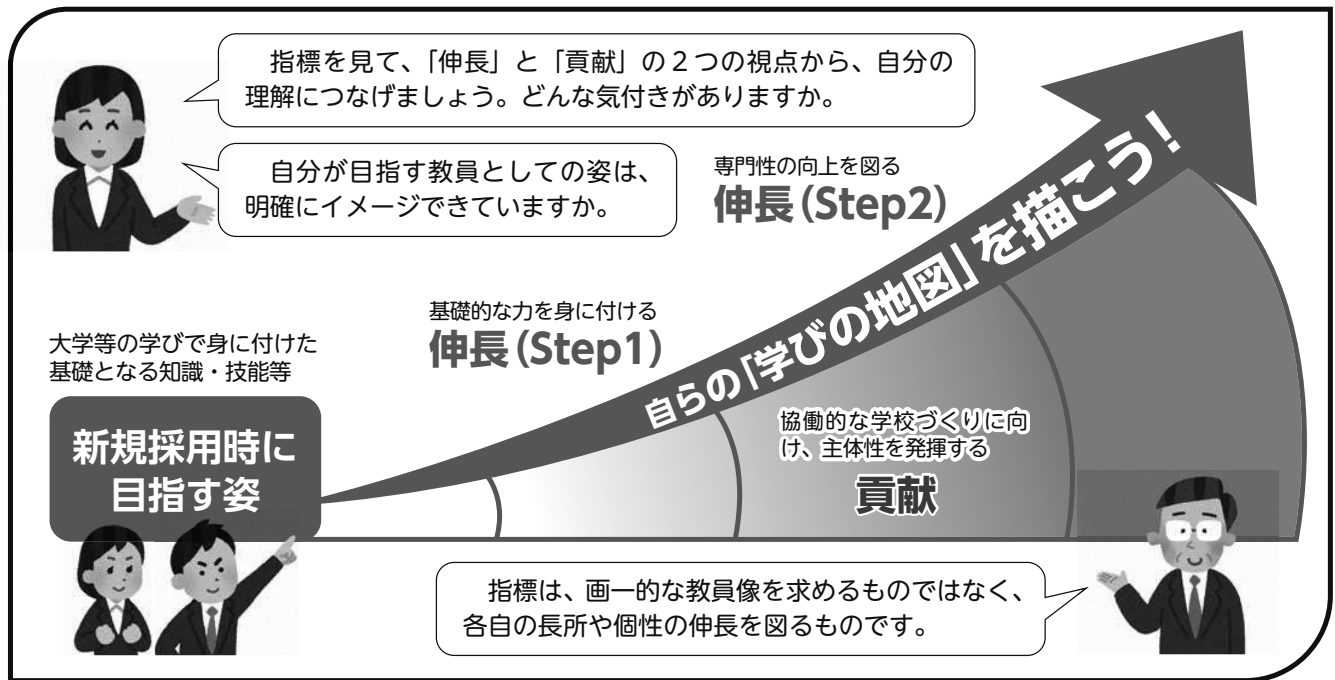 指標を見て、「伸長」と「貢献」の2つの視点から、自分の
理解につなげましょう。どんな気付きがありますか。
自分が目指す教員としての姿は、
明確にイメージできていますか。
専門性の向上を図る
伸長(Step2)
基礎的な力を身に付ける
伸長(Step1)
自らの「学びの地図」を描こう!
大学等の学びで身に付けた
基礎となる知識・技能等
新規採用時に
目指す姿
協働的な学校づくりに向
け、主体性を発揮する
貢献
指標は、画一的な教員像を求めるものではなく、
各自の長所や個性の伸長を図るものです。